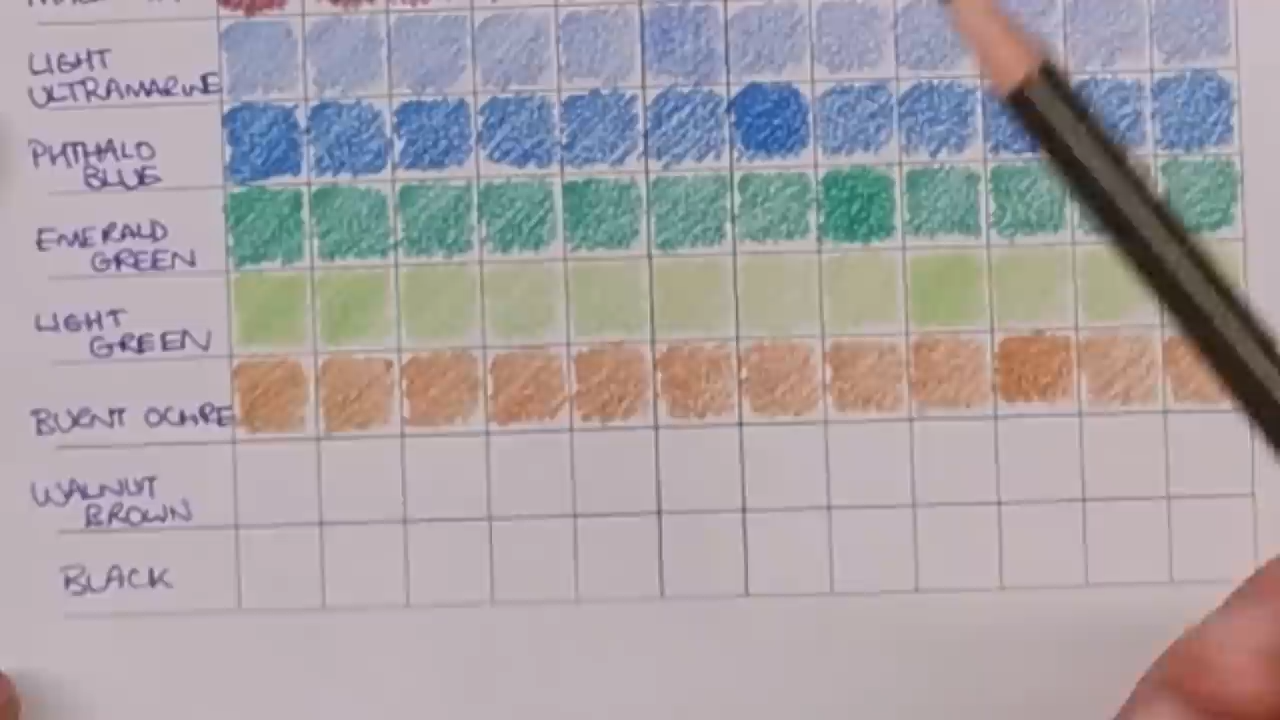 LIGHT
ULTRAMARINE
PHTHALO
BLUE
EMERALD
GREEN
LIGHT
GREEN
BURNT OCHRE
WALNUT
BROWN
BLACK